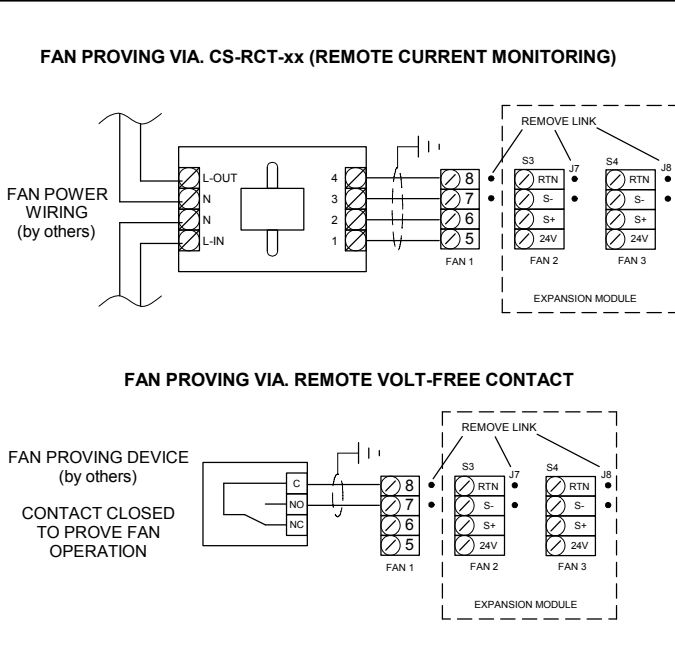 FAN PROVING VIA. CS-RCT-xx (REMOTE CURRENT MONITORING)
REMOVE LINK
FAN POWER
WIRING
(by others)
L-OUT
N
N
L-IN
4
3
2
1
8
7
6
5
FAN 1
S3
J7
RTN
S-
S+
24V
FAN 2
S4
J8
RTN
S-
S+
24V
FAN 3
EXPANSION MODULE
FAN PROVING VIA. REMOTE VOLT-FREE CONTACT
REMOVE LINK
FAN PROVING DEVICE
(by others)
CONTACT CLOSED
TO PROVE FAN
OPERATION
C
NO
NC
8
7
6
5
FAN 1
S3
J7
RTN
S-
S+
24V
FAN 2
S4
J8
RTN
S-
S+
24V
FAN 3
EXPANSION MODULE